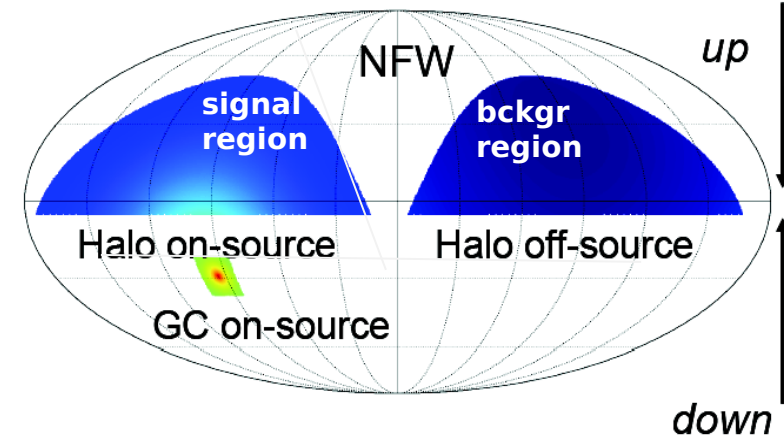 NFW
up
signal
region
bckgr
region
Halo on-source
Halo off-source
GC on-source
down